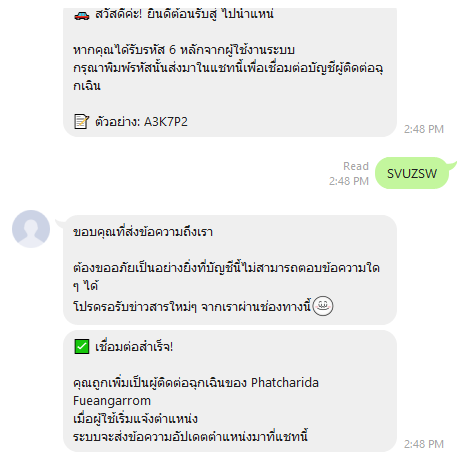 🚗 สวัสดีค่ะ! ยินดีต้อนรับสู่ ไปนำแหน่
หากคุณได้รับรหัส 6 หลักจากผู้ใช้งานระบบ
กรุณาพิมพ์รหัสนั้นส่งมาในแชทนี้เพื่อเชื่อมต่อบัญชีผู้ติดต่อฉุ
กเฉิน
📝 ตัวอย่าง: A3K7P2
2:48 PM
Read
2:48 PM
SVUZSW
ขอบคุณที่ส่งข้อความถึงเรา
ต้องขออภัยเป็นอย่างยิ่งที่บัญชีนี้ไม่สามารถตอบข้อความใด
ๆ ได้
โปรดรอรับข่าวสารใหม่ๆ จากเราผ่านช่องทางนี้
✅ เชื่อมต่อสำเร็จ!
คุณถูกเพิ่มเป็นผู้ติดต่อฉุกเฉินของ Phatcharida
Fueangarrom
เมื่อผู้ใช้เริ่มแจ้งตำแหน่ง
ระบบจะส่งข้อความอัปเดตตำแหน่งมาที่แชทนี้
2:48 PM